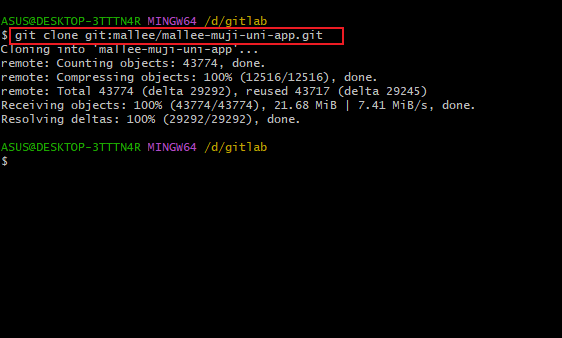 ASUS@DESKTOP-3TTTN4R MINGW64 /d/gitlab
$ git clone git:mallee/mallee-muji-uni-app.git
Cloning into 'mallee-muji-uni-app'...
remote: Counting objects: 43774, done.
remote: Compressing objects: 100% (12516/12516), done.
remote: Total 43774 (delta 29292), reused 43717 (delta 29245)
Receiving objects: 100% (43774/43774), 21.68 MiB | 7.41 MiB/s, done.
Resolving deltas: 100% (29292/29292), done.
ASUS@DESKTOP-3TTTN4R MINGW64 /d/gitlab
$